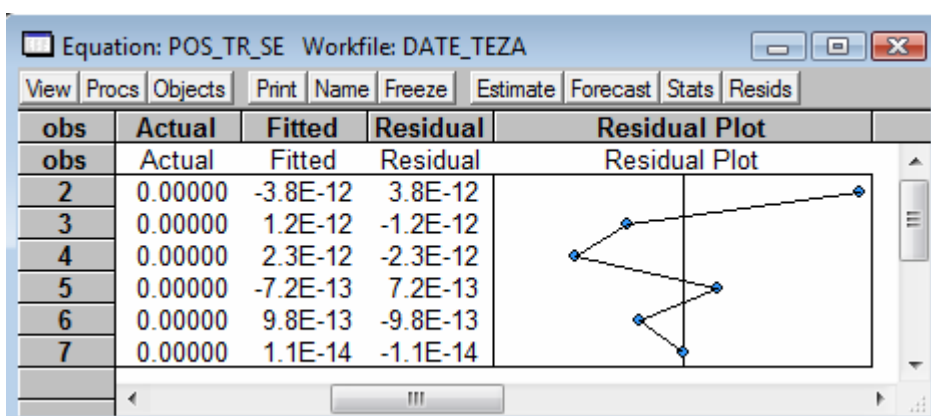 Equation: POS_TR_SE Workfile: DATE_TEZA
View Procs Objects Print Name Freeze Estimate Forecast Stats Resids
obs Actual Fitted Residual Residual Plot
obs Actual Fitted Residual Residual Plot
2 0.00000 -3.8E-12 3.8E-12
3 0.00000 1.2E-12 -1.2E-12
4 0.00000 2.3E-12 -2.3E-12
5 0.00000 -7.2E-13 7.2E-13
6 0.00000 9.8E-13 -9.8E-13
7 0.00000 1.1E-14 -1.1E-14